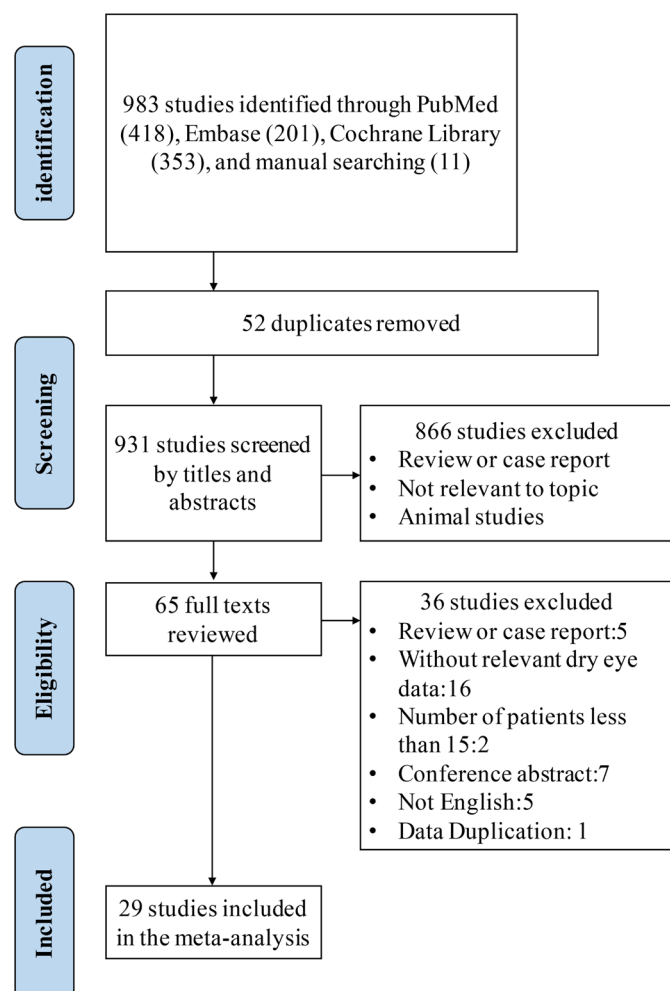 identification
983 studies identified through PubMed
(418), Embase (201), Cochrane Library
(353), and manual searching (11)
52 duplicates removed
Screening
931 studies screened
by titles and
abstracts
866 studies excluded
• Review or case report
• Not relevant to topic
• Animal studies
Eligibility
65 full texts
reviewed
36 studies excluded
• Review or case report:5
• Without relevant dry eye
data:16
• Number of patients less
than 15:2
• Conference abstract:7
• Not English:5
• Data Duplication: 1
Included
29 studies included
in the meta-analysis